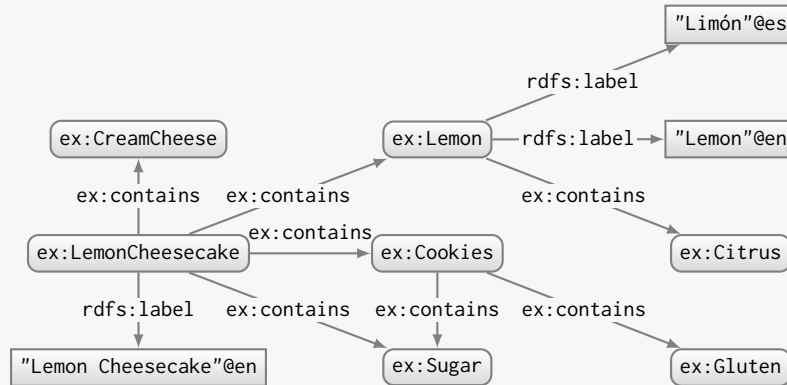 "Limón"@es
rdfs:label
ex:CreamCheese
ex:Lemon
rdfs:label
"Lemon"@en
ex:contains
ex:contains
ex:contains
ex:LemonCheesecake
ex:contains
ex:Cookies
ex:Citrus
rdfs:label
ex:contains
ex:contains
ex:contains
"Lemon Cheesecake"@en
ex:Sugar
ex:Gluten